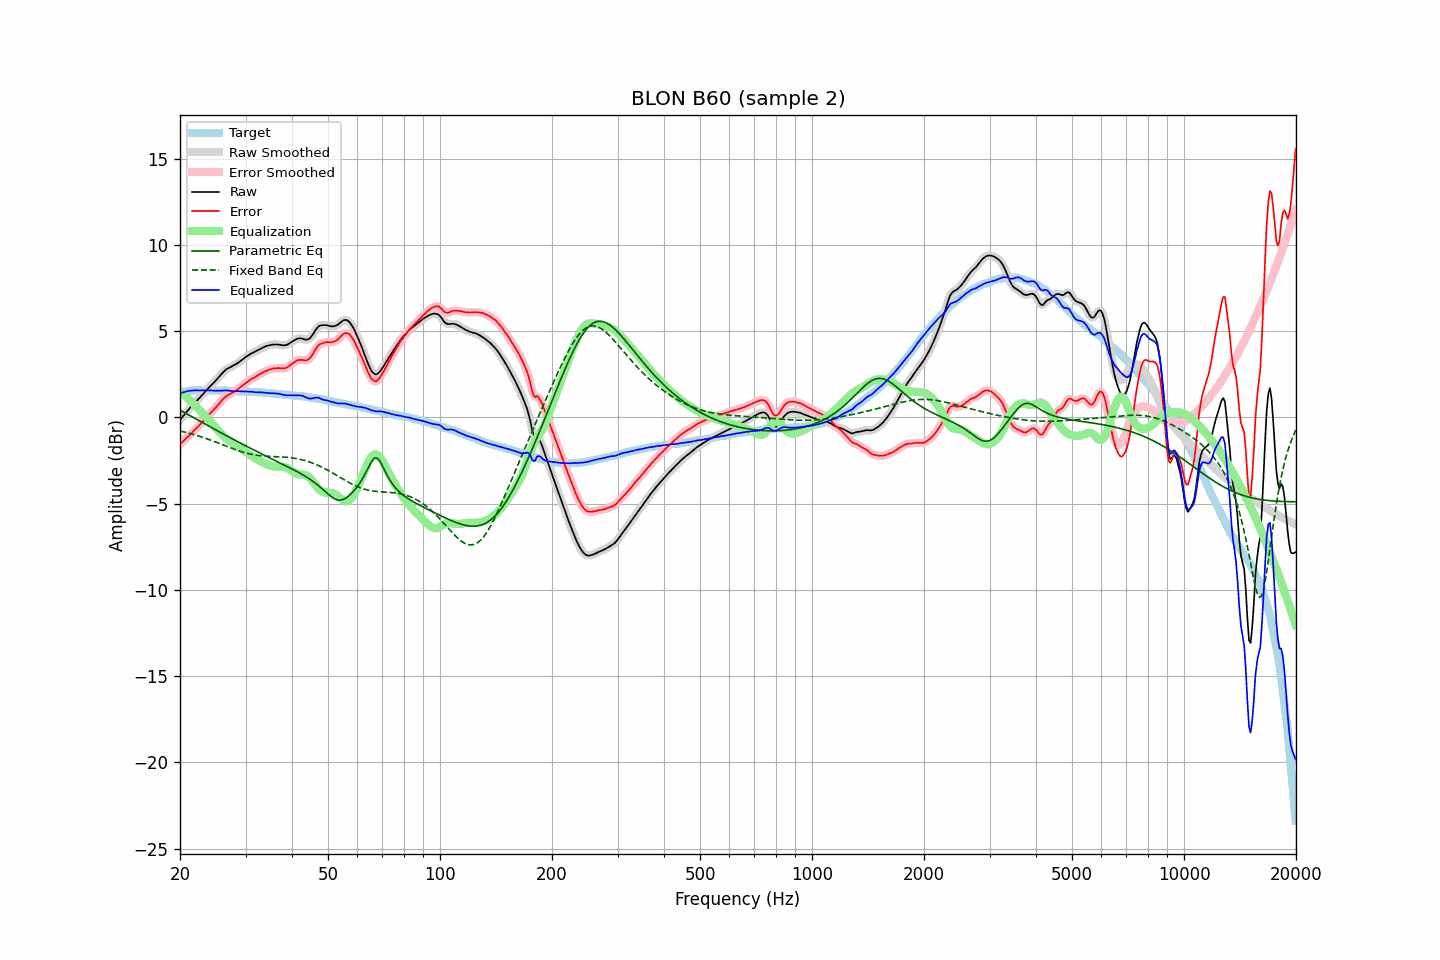 BLON B60 (sample 2)
Target
Raw Smoothed
Error Smoothed
Raw
Error
Equalization
Parametric Eq
Fixed Band Eq
Equalized
Amplitude (dBr)
15
10
5
0
−5
−10
−15
−20
−25
20 50 100 200 500 1000 2000 5000 10000 20000
Frequency (Hz)